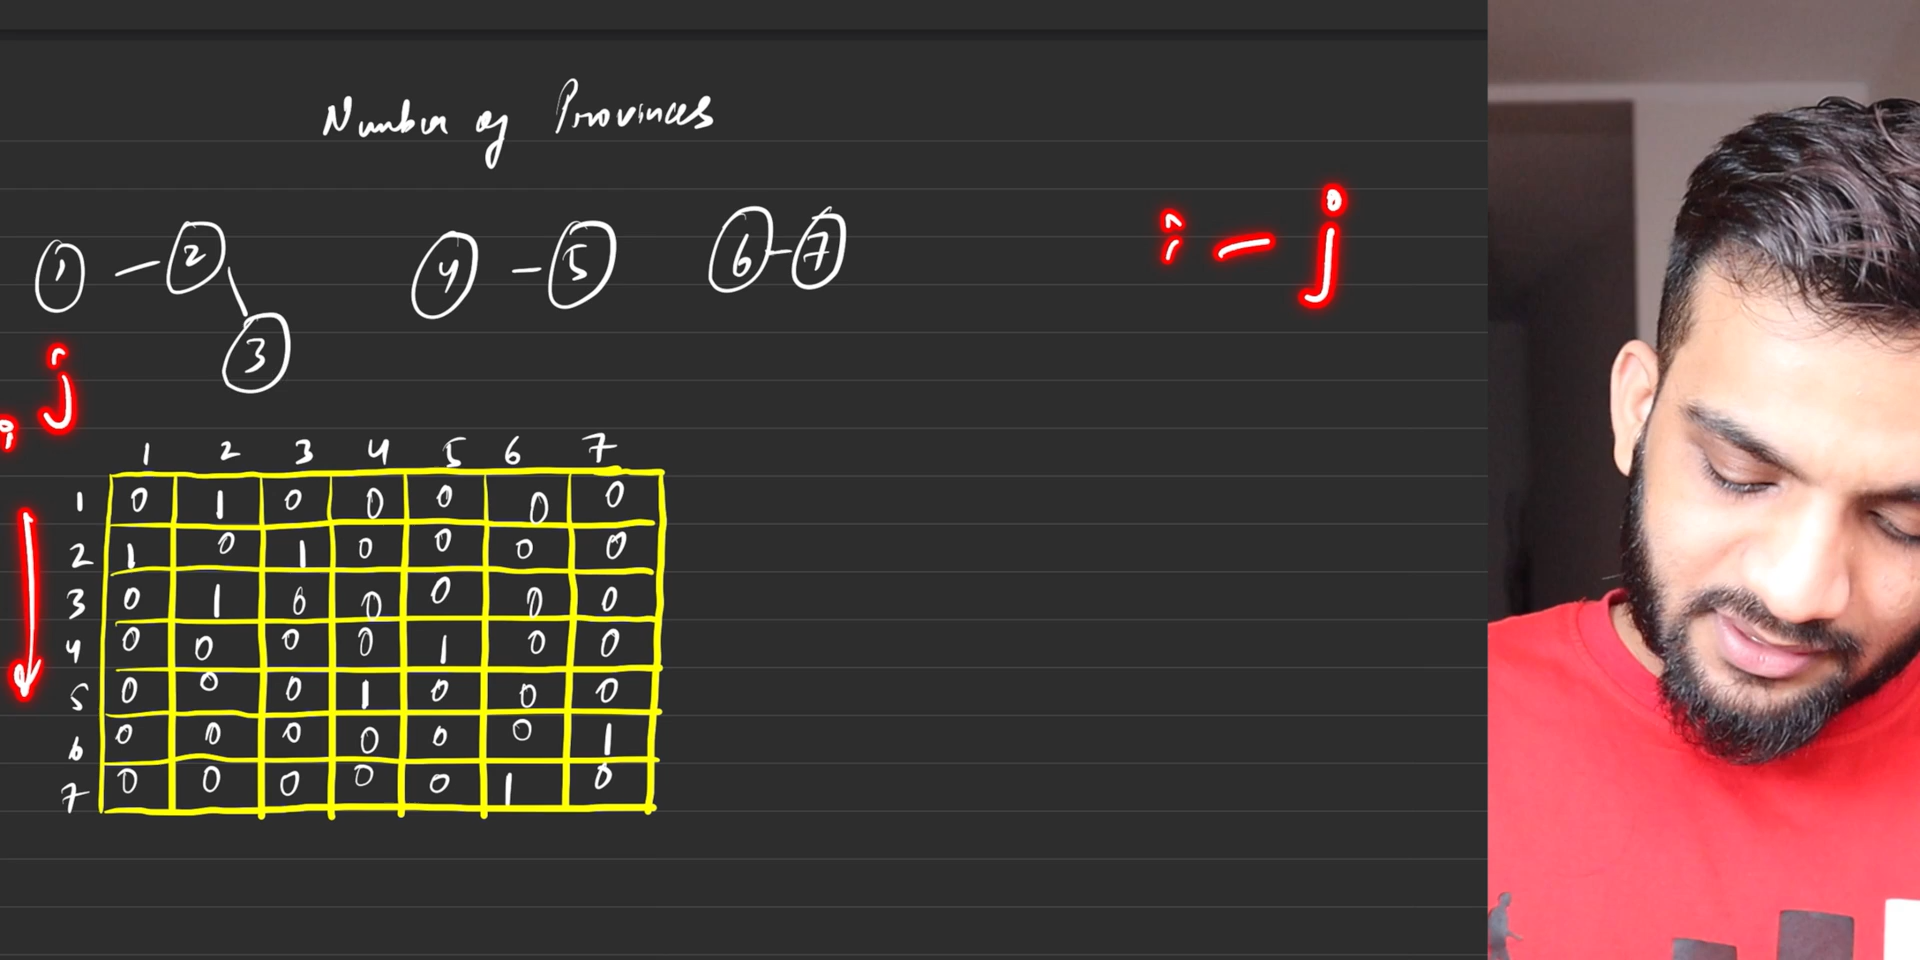 Number of Provinces
i - j
1 - 2 4 - 5 6 - 7
3
i, j
1 2 3 4 5 6 7
1 0 1 0 0 0 0 0
2 1 0 1 0 0 0 0
3 0 1 0 0 0 0 0
4 0 0 0 0 1 0 0
5 0 0 0 1 0 0 0
6 0 0 0 0 0 0 1
7 0 0 0 0 0 1 0